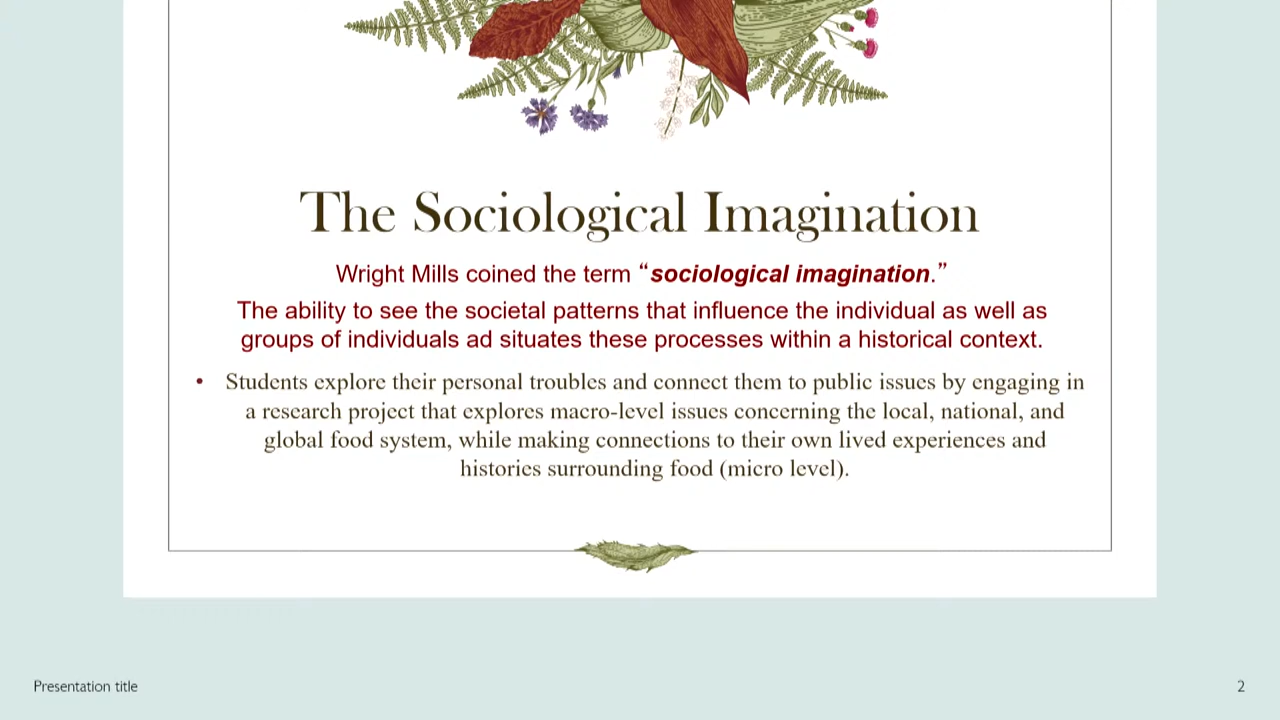 The Sociological Imagination
Wright Mills coined the term “sociological imagination.”
The ability to see the societal patterns that influence the individual as well as
groups of individuals ad situates these processes within a historical context.
• Students explore their personal troubles and connect them to public issues by engaging in
a research project that explores macro-level issues concerning the local, national, and
global food system, while making connections to their own lived experiences and
histories surrounding food (micro level).
Presentation title
2